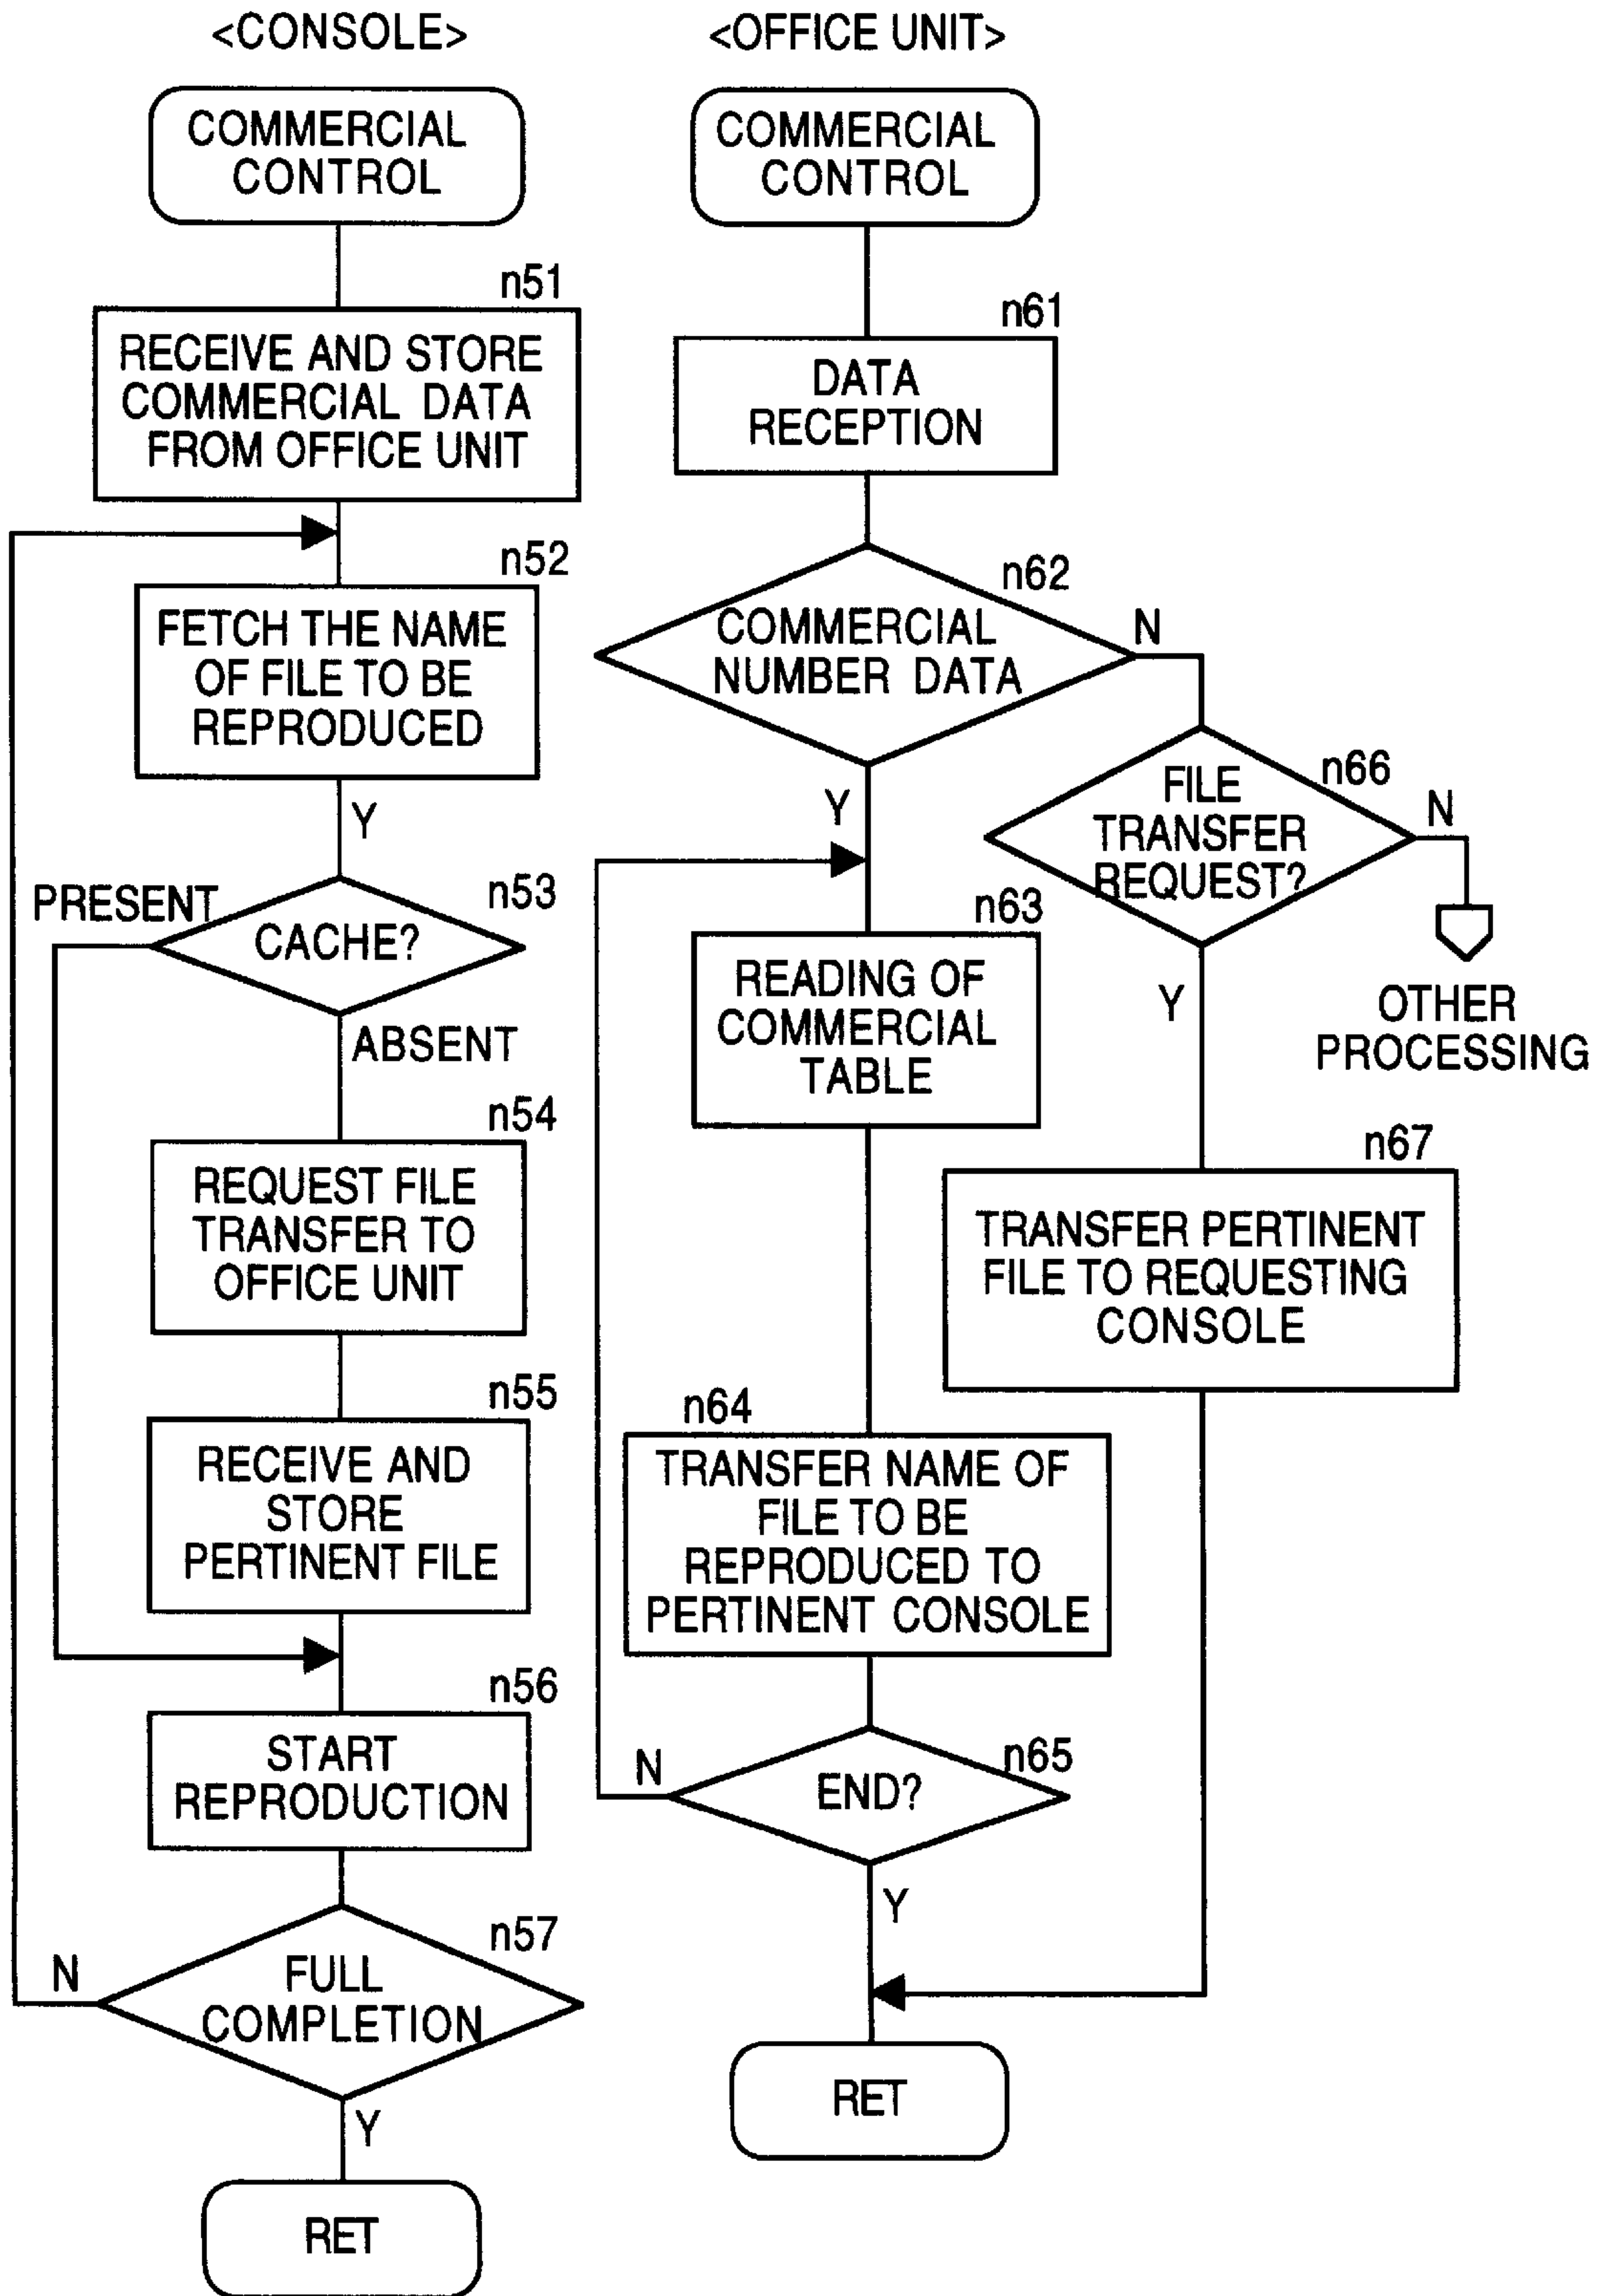 <CONSOLE>
COMMERCIAL
CONTROL
n51
RECEIVE AND STORE
COMMERCIAL DATA
FROM OFFICE UNIT
n52
FETCH THE NAME
OF FILE TO BE
REPRODUCED
Y
n53
PRESENT
CACHE?
ABSENT
n54
REQUEST FILE
TRANSFER TO
OFFICE UNIT
n55
RECEIVE AND
STORE
PERTINENT FILE
n56
START
REPRODUCTION
n57
N
FULL
COMPLETION
Y
RET
<OFFICE UNIT>
COMMERCIAL
CONTROL
n61
DATA
RECEPTION
n62
COMMERCIAL
NUMBER DATA
N
Y
n63
READING OF
COMMERCIAL
TABLE
n64
TRANSFER NAME OF
FILE TO BE
REPRODUCED TO
PERTINENT CONSOLE
n65
N
END?
Y
RET
n66
FILE
TRANSFER
REQUEST?
N
OTHER
PROCESSING
Y
n67
TRANSFER PERTINENT
FILE TO REQUESTING
CONSOLE